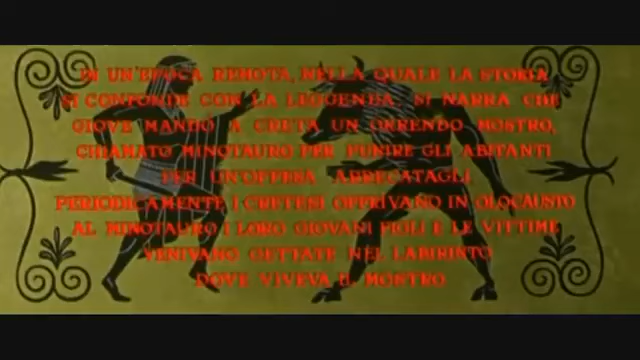 IN UN'EPOCA REMOTA, NELLA QUALE LA STORIA
SI CONFONDE CON LA LEGGENDA, SI NARRA CHE
GIOVE MANDÒ A CRETA UN ORRENDO MOSTRO,
CHIAMATO MINOTAURO PER PUNIRE GLI ABITANTI
PER UN'OFFESA ARRECATAGLI
PERIODICAMENTE I CRETESI OFFRIVANO IN OLOCAUSTO
AL MINOTAURO I LORO GIOVANI FIGLI E LE VITTIME
VENIVANO GETTATE NEL LABIRINTO
DOVE VIVEVA IL MOSTRO